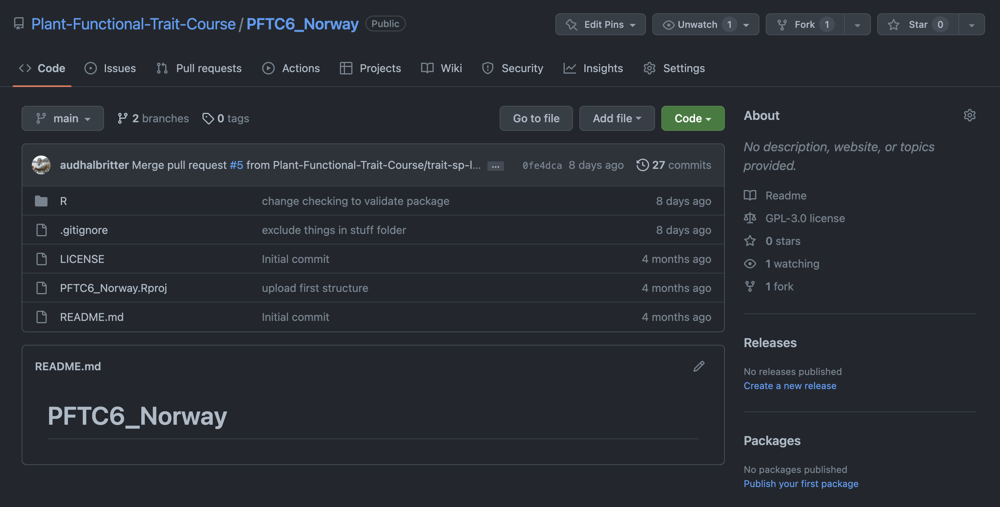 Plant-Functional-Trait-Course / PFTC6_Norway Public Edit Pins Unwatch 1 Fork 1 Star 0
Code Issues Pull requests Actions Projects Wiki Security Insights Settings
main 2 branches 0 tags Go to file Add file Code
audhalbritter Merge pull request #5 from Plant-Functional-Trait-Course/trait-sp-l... ... 0fe4dca 8 days ago 27 commits
R change checking to validate package 8 days ago
.gitignore exclude things in stuff folder 8 days ago
LICENSE Initial commit 4 months ago
PFTC6_Norway.Rproj upload first structure 4 months ago
README.md Initial commit 4 months ago
README.md
PFTC6_Norway
About
No description, website, or topics
provided.
Readme
GPL-3.0 license
0 stars
1 watching
1 fork
Releases
No releases published
Create a new release
Packages
No packages published
Publish your first package